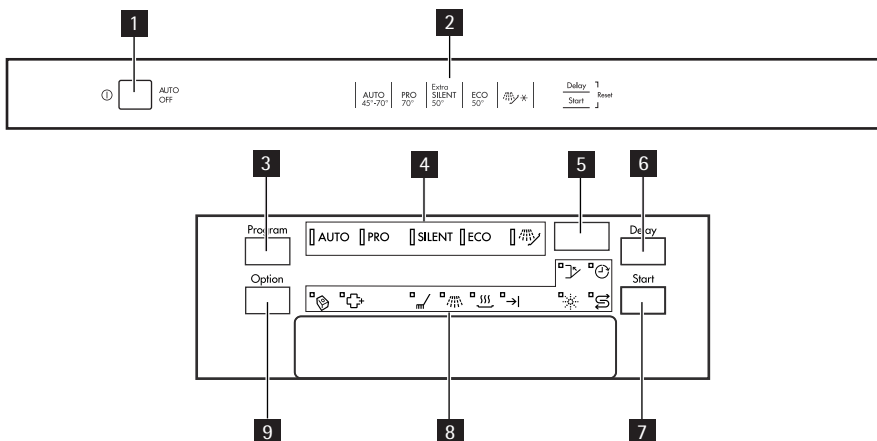 1
2
AUTO
OFF
AUTO
45°-70°
PRO
70°
Extra
SILENT
50°
ECO
50°
Delay
Start
Reset
3
4
5
6
Program
AUTO PRO SILENT ECO
Delay
Option
Start
9
8
7